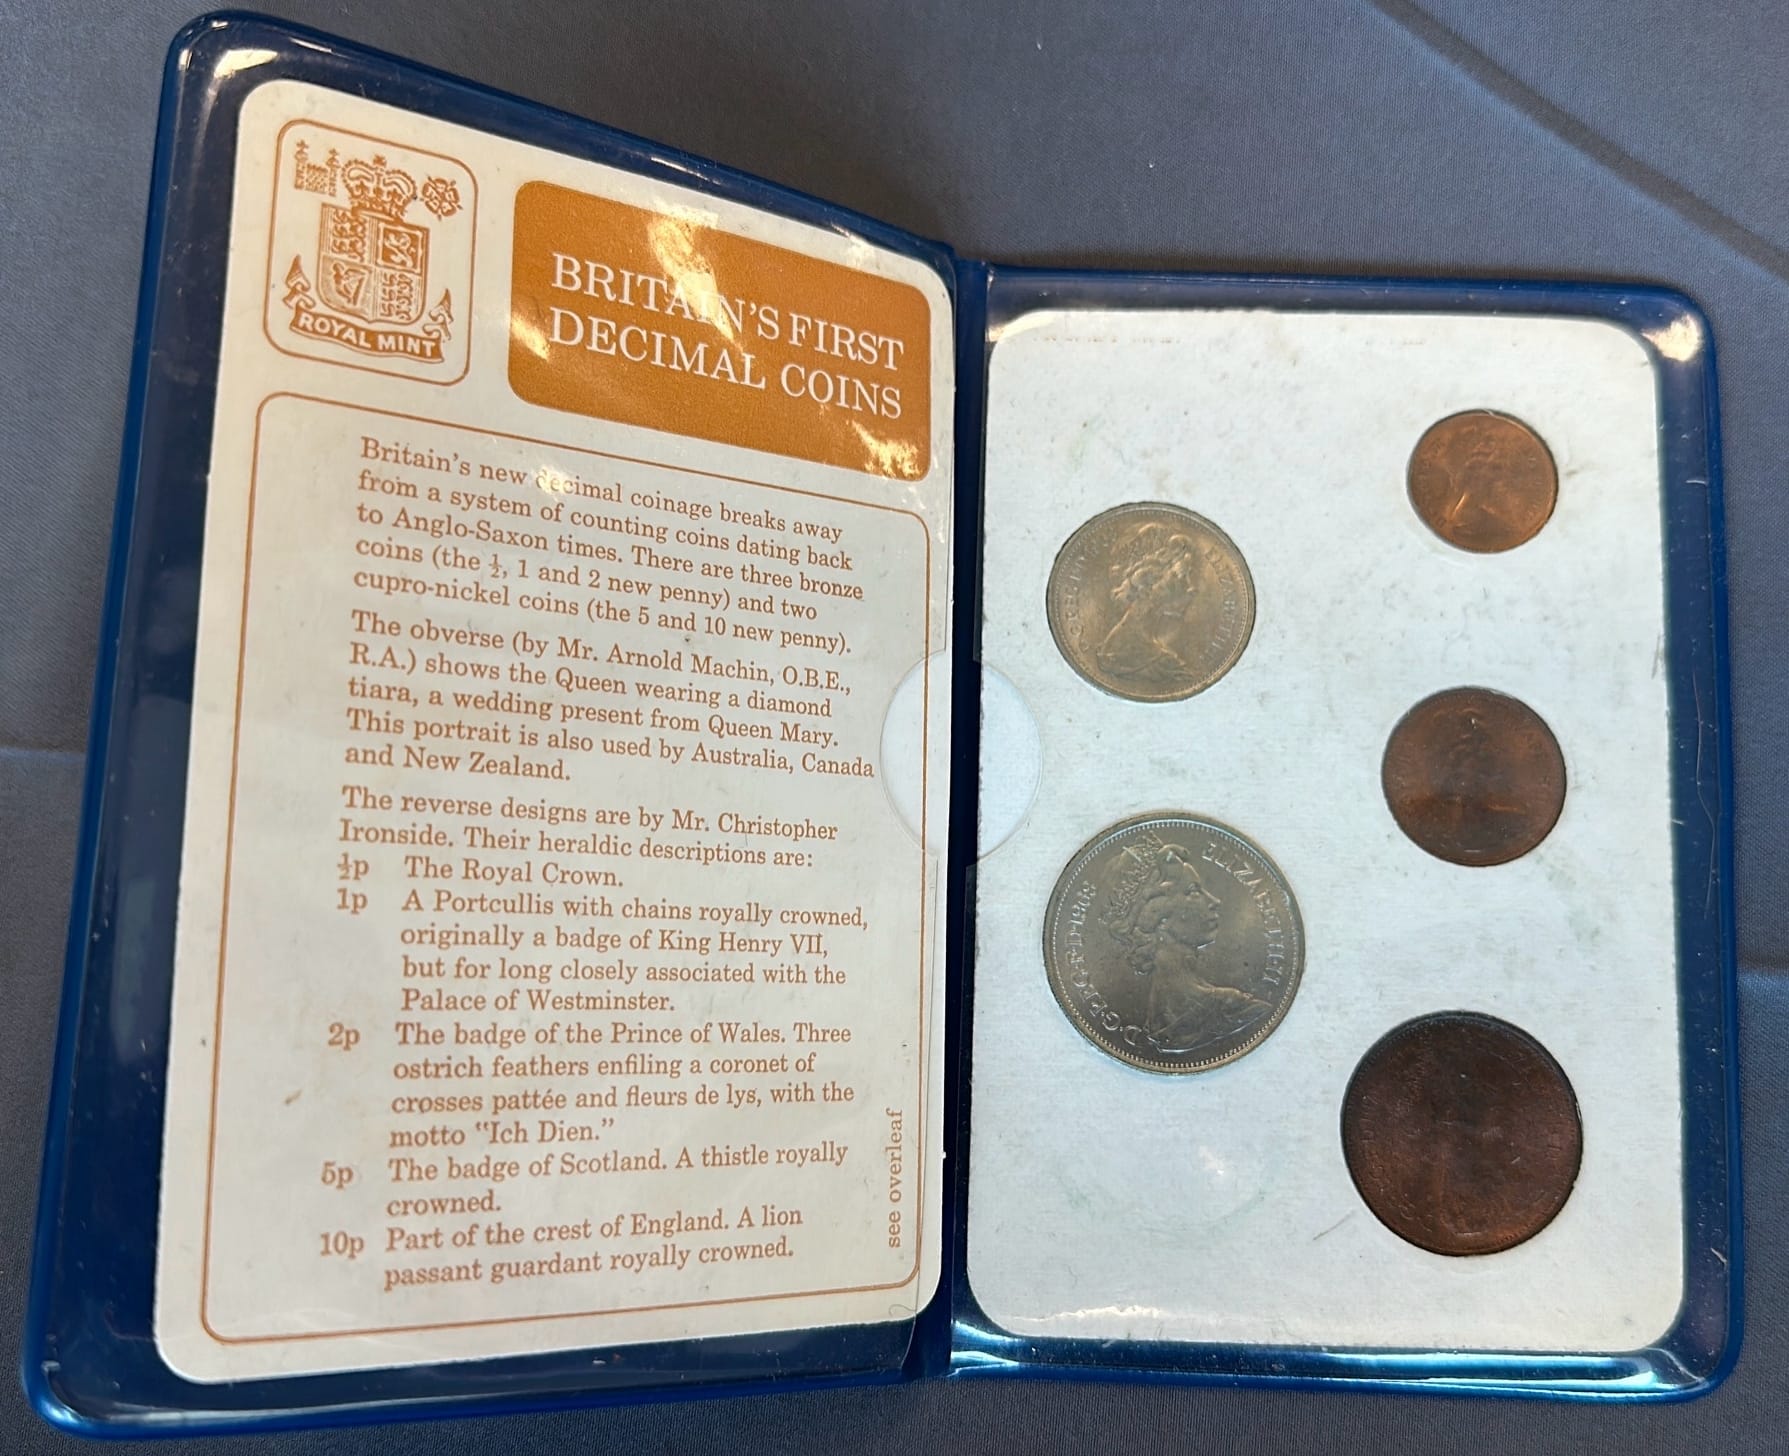 ROYAL MINT
BRITAIN'S FIRST
DECIMAL COINS
Britain's new decimal coinage breaks away
from a system of counting coins dating back
to Anglo-Saxon times. There are three bronze
coins (the ½, 1 and 2 new penny) and two
cupro-nickel coins (the 5 and 10 new penny).
The obverse (by Mr. Arnold Machin, O.B.E.,
R.A.) shows the Queen wearing a diamond
tiara, a wedding present from Queen Mary.
This portrait is also used by Australia, Canada
and New Zealand.
The reverse designs are by Mr. Christopher
Ironside. Their heraldic descriptions are:
½p The Royal Crown.
1p A Portcullis with chains royally crowned,
originally a badge of King Henry VII,
but for long closely associated with the
Palace of Westminster.
2p The badge of the Prince of Wales. Three
ostrich feathers enfiling a coronet of
crosses pattée and fleurs de lys, with the
motto "Ich Dien."
5p The badge of Scotland. A thistle royally
crowned.
10p Part of the crest of England. A lion
passant guardant royally crowned.
see overleaf
ELIZABETH·II
D·G·REG·F·D·1968
ELIZABETH·II